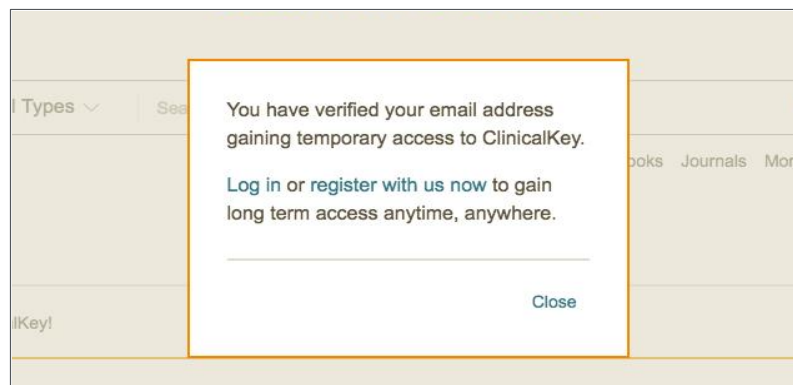 l Types
Sea
You have verified your email address
gaining temporary access to ClinicalKey.
ooks Journals Mor
Log in or register with us now to gain
long term access anytime, anywhere.
Close
lKey!